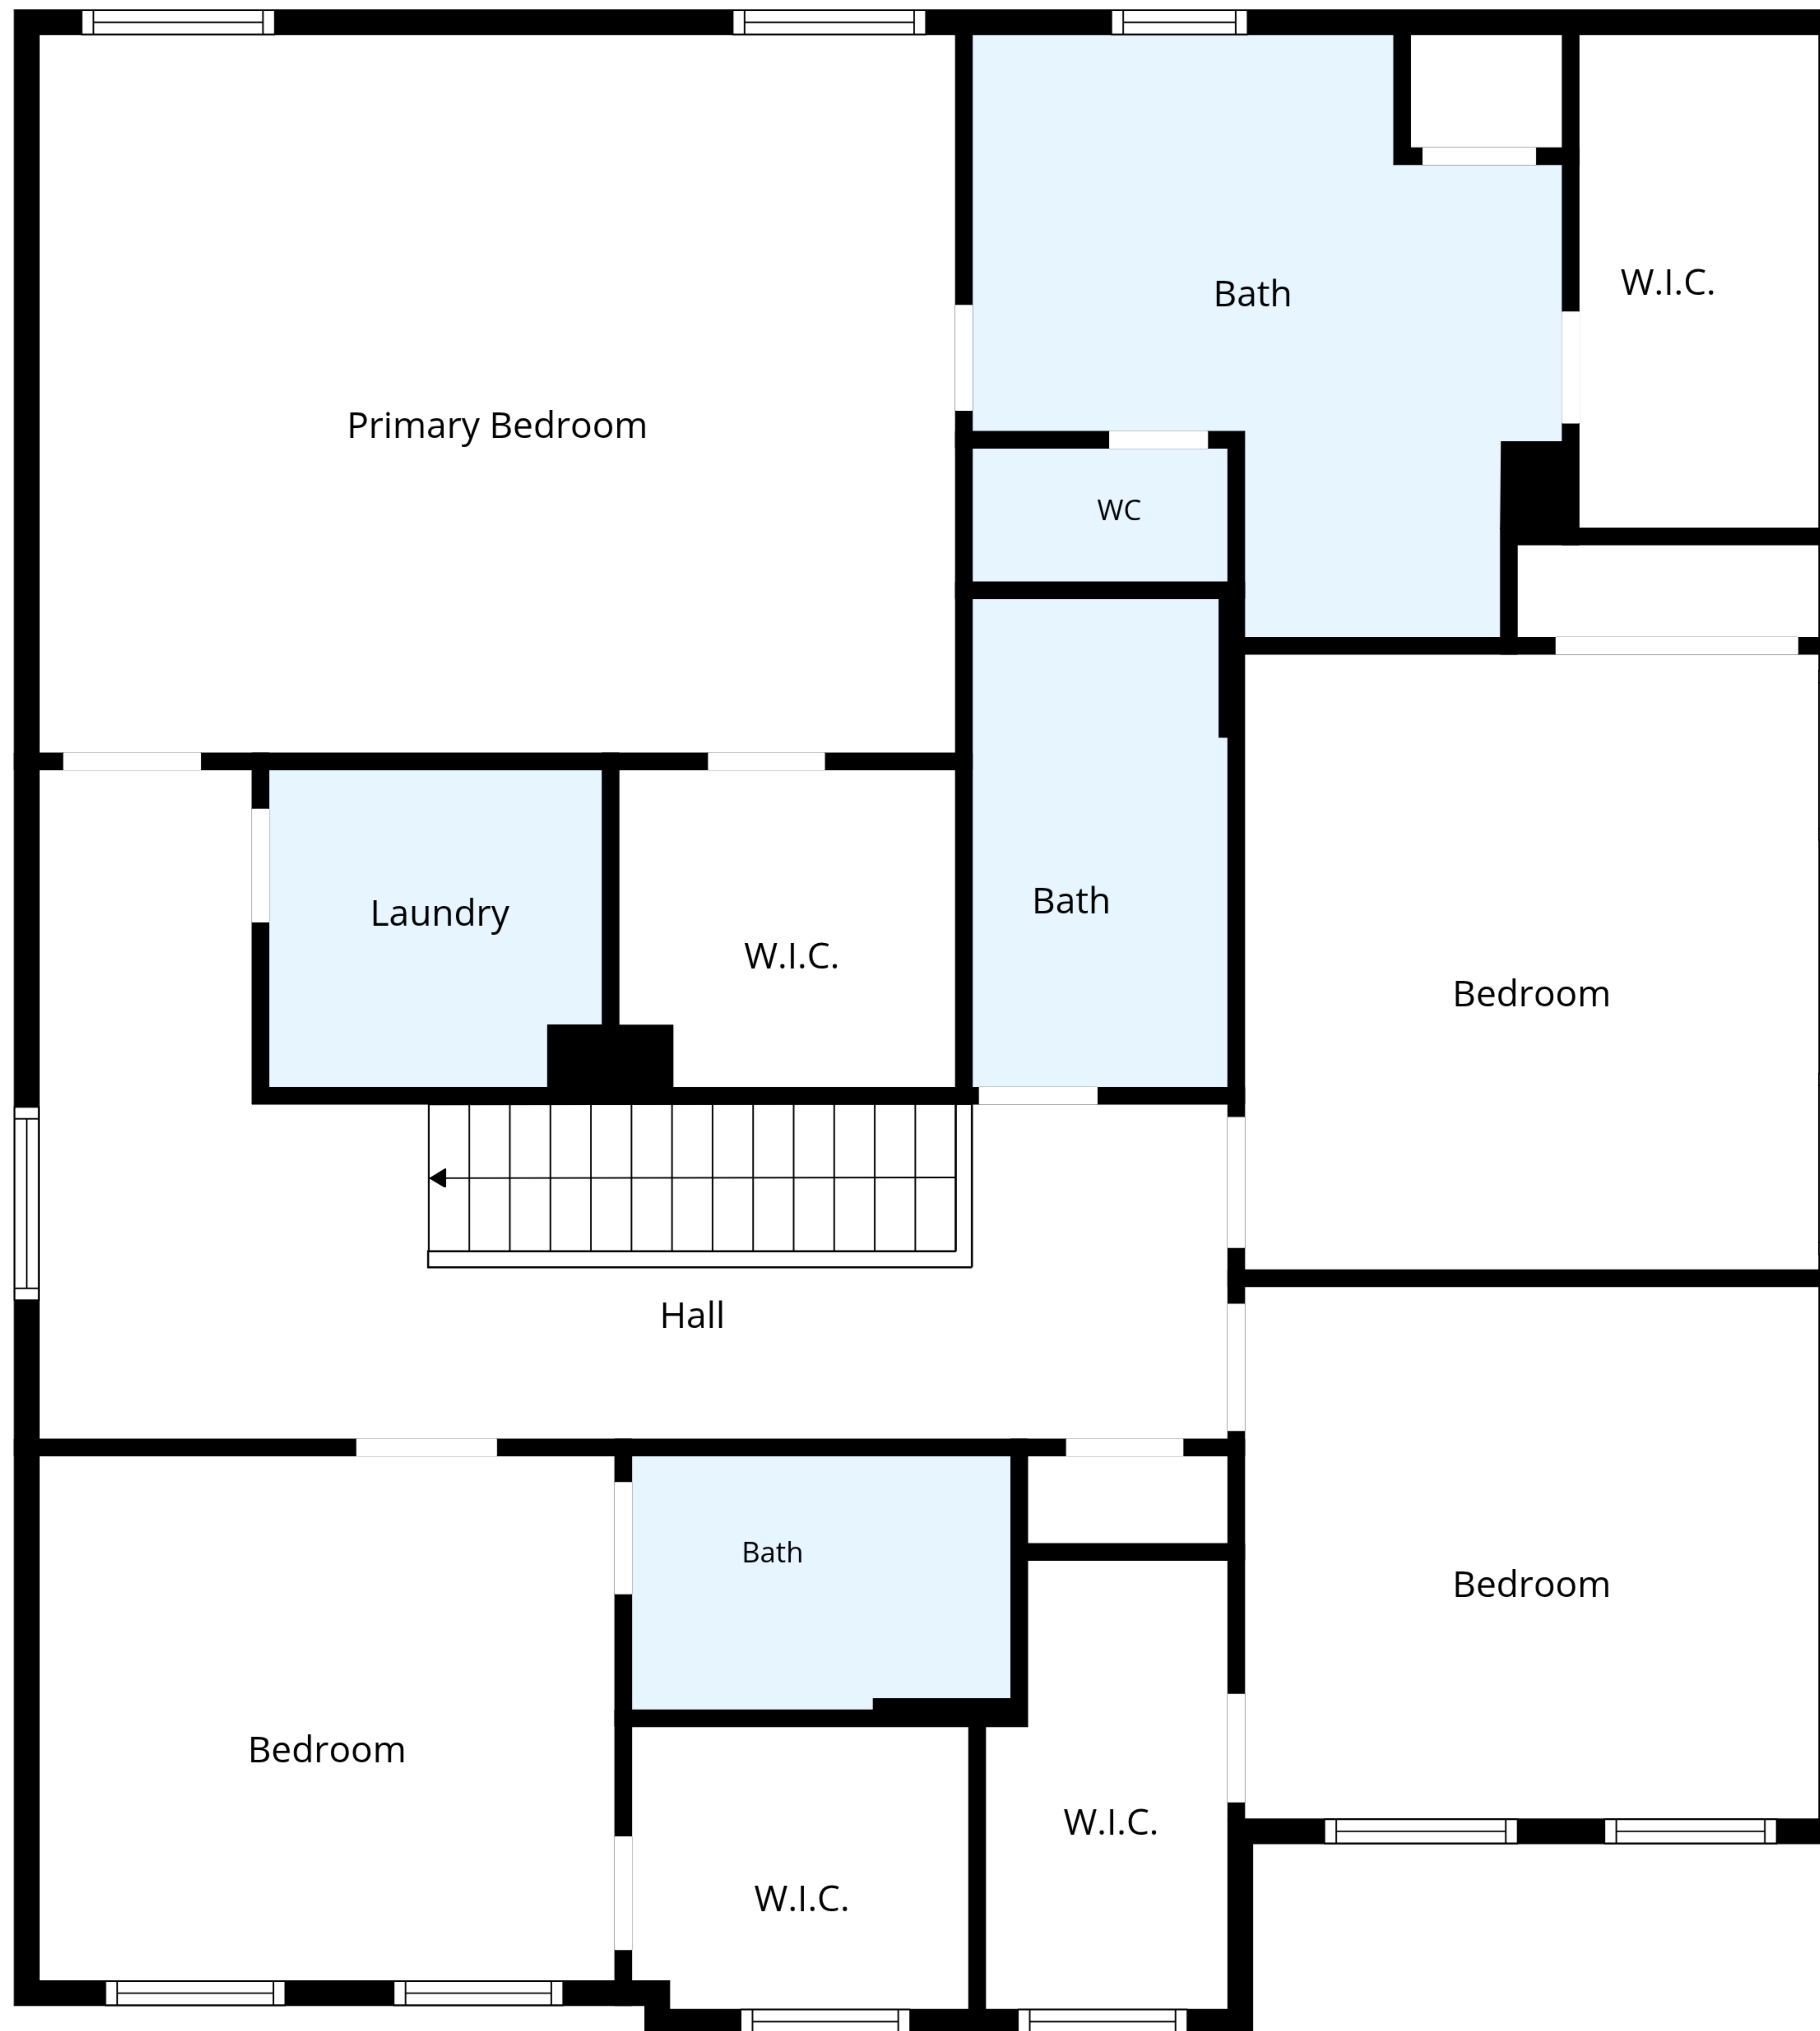 W.I.C.
Bath
Primary Bedroom
WC
Bath
Laundry
W.I.C.
Bedroom
Hall
Bath
Bedroom
Bedroom
W.I.C.
W.I.C.